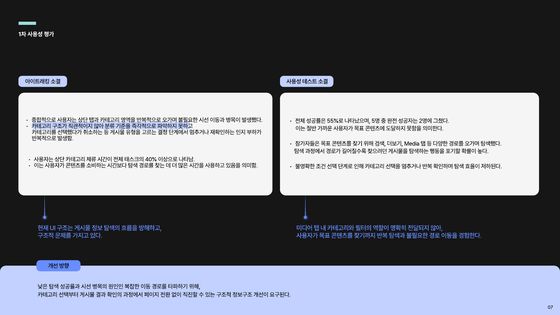 1차 사용성 평가
아이트래킹 소결
• 종합적으로 사용자는 상단 탭과 카테고리 영역을 반복적으로 오가며 불필요한 시선 이동과 병목이 발생했다.
• 카테고리 구조가 직관적이지 않아 분류 기준을 즉각적으로 파악하지 못하고
카테고리를 선택했다가 취소하는 등 게시물 유형을 고르는 결정 단계에서 멈추거나 재확인하는 인지 부하가
반복적으로 발생함.
• 사용자는 상단 카테고리 체류 시간이 전체 태스크의 40% 이상으로 나타남.
• 이는 사용자가 콘텐츠를 소비하는 시간보다 탐색 경로를 찾는 데 더 많은 시간을 사용하고 있음을 의미함.
현재 UI 구조는 게시물 정보 탐색의 흐름을 방해하고,
구조적 문제를 가지고 있다.
사용성 테스트 소결
• 전체 성공률은 55%로 나타났으며, 5명 중 완전 성공자는 2명에 그쳤다.
이는 절반 가까운 사용자가 목표 콘텐츠에 도달하지 못함을 의미한다.
• 참가자들은 목표 콘텐츠를 찾기 위해 검색, 더보기, Media 탭 등 다양한 경로를 오가며 탐색했다.
탐색 과정에서 경로가 길어질수록 찾으려던 게시물을 탐색하는 행동을 포기할 확률이 높다.
• 불명확한 조건 선택 단계로 인해 카테고리 선택을 멈추거나 반복 확인하며 탐색 효율이 저하된다.
미디어 탭 내 카테고리와 필터의 역할이 명확히 전달되지 않아,
사용자가 목표 콘텐츠를 찾기까지 반복 탐색과 불필요한 경로 이동을 경험한다.
개선 방향
낮은 탐색 성공률과 시선 병목의 원인인 복잡한 이동 경로를 타파하기 위해,
카테고리 선택부터 게시물 결과 확인의 과정에서 페이지 전환 없이 직진할 수 있는 구조적 정보구조 개선이 요구된다.
07